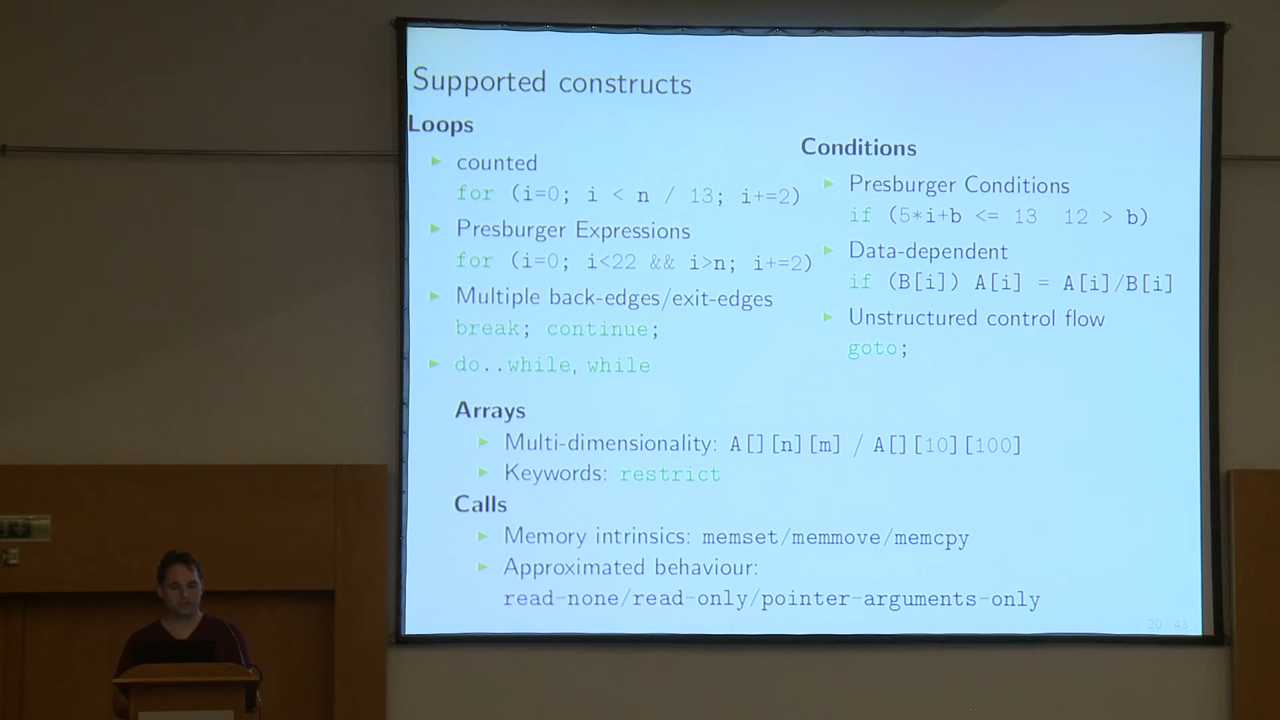 Supported constructs
Loops
▶ counted
for (i=0; i < n / 13; i+=2)
▶ Presburger Expressions
for (i=0; i<22 && i>n; i+=2)
▶ Multiple back-edges/exit-edges
break; continue;
▶ do..while, while
Conditions
▶ Presburger Conditions
if (5*i+b <= 13  12 > b)
▶ Data-dependent
if (B[i]) A[i] = A[i]/B[i]
▶ Unstructured control flow
goto;
Arrays
▶ Multi-dimensionality: A[][n][m] / A[][10][100]
▶ Keywords: restrict
Calls
▶ Memory intrinsics: memset/memmove/memcpy
▶ Approximated behaviour:
read-none/read-only/pointer-arguments-only
20 43